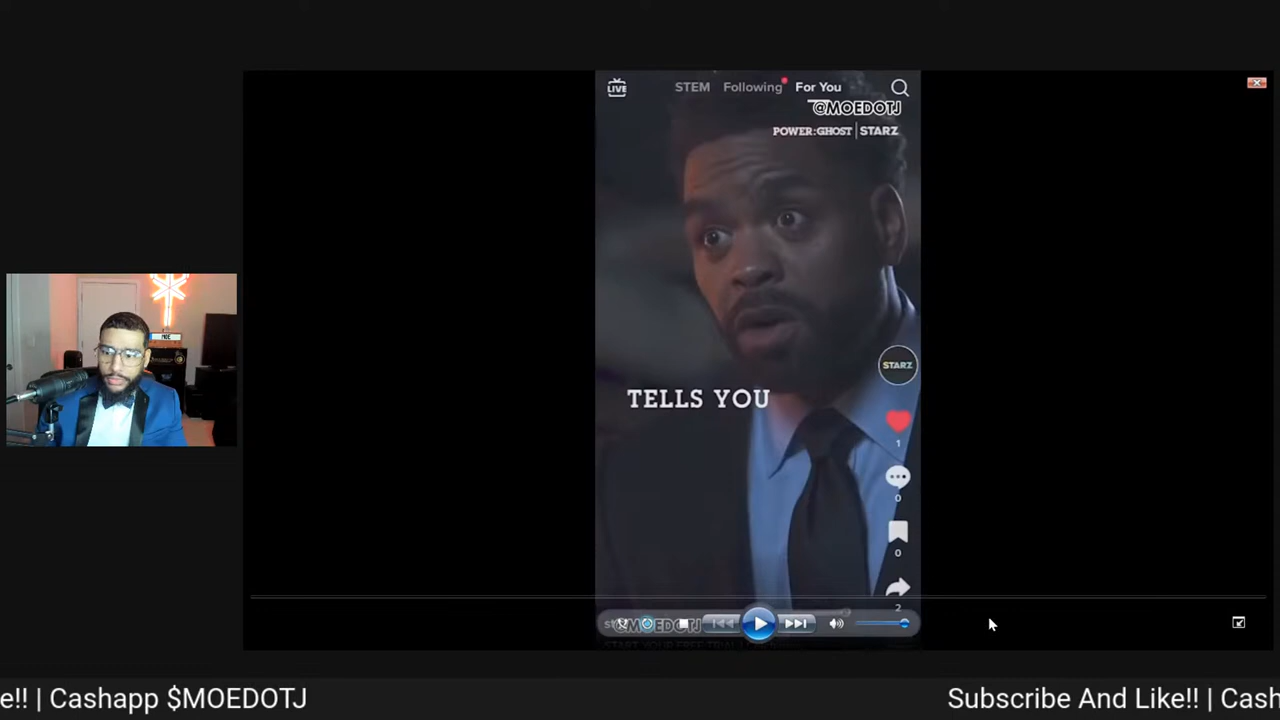 LIVE
STEM Following For You
@MOEDOTJ
POWER:GHOST | STARZ
MOE
STARZ
TELLS YOU
1
0
0
2
@MOEDOTJ
e!! | Cashapp $MOEDOTJ
Subscribe And Like!! | Cash